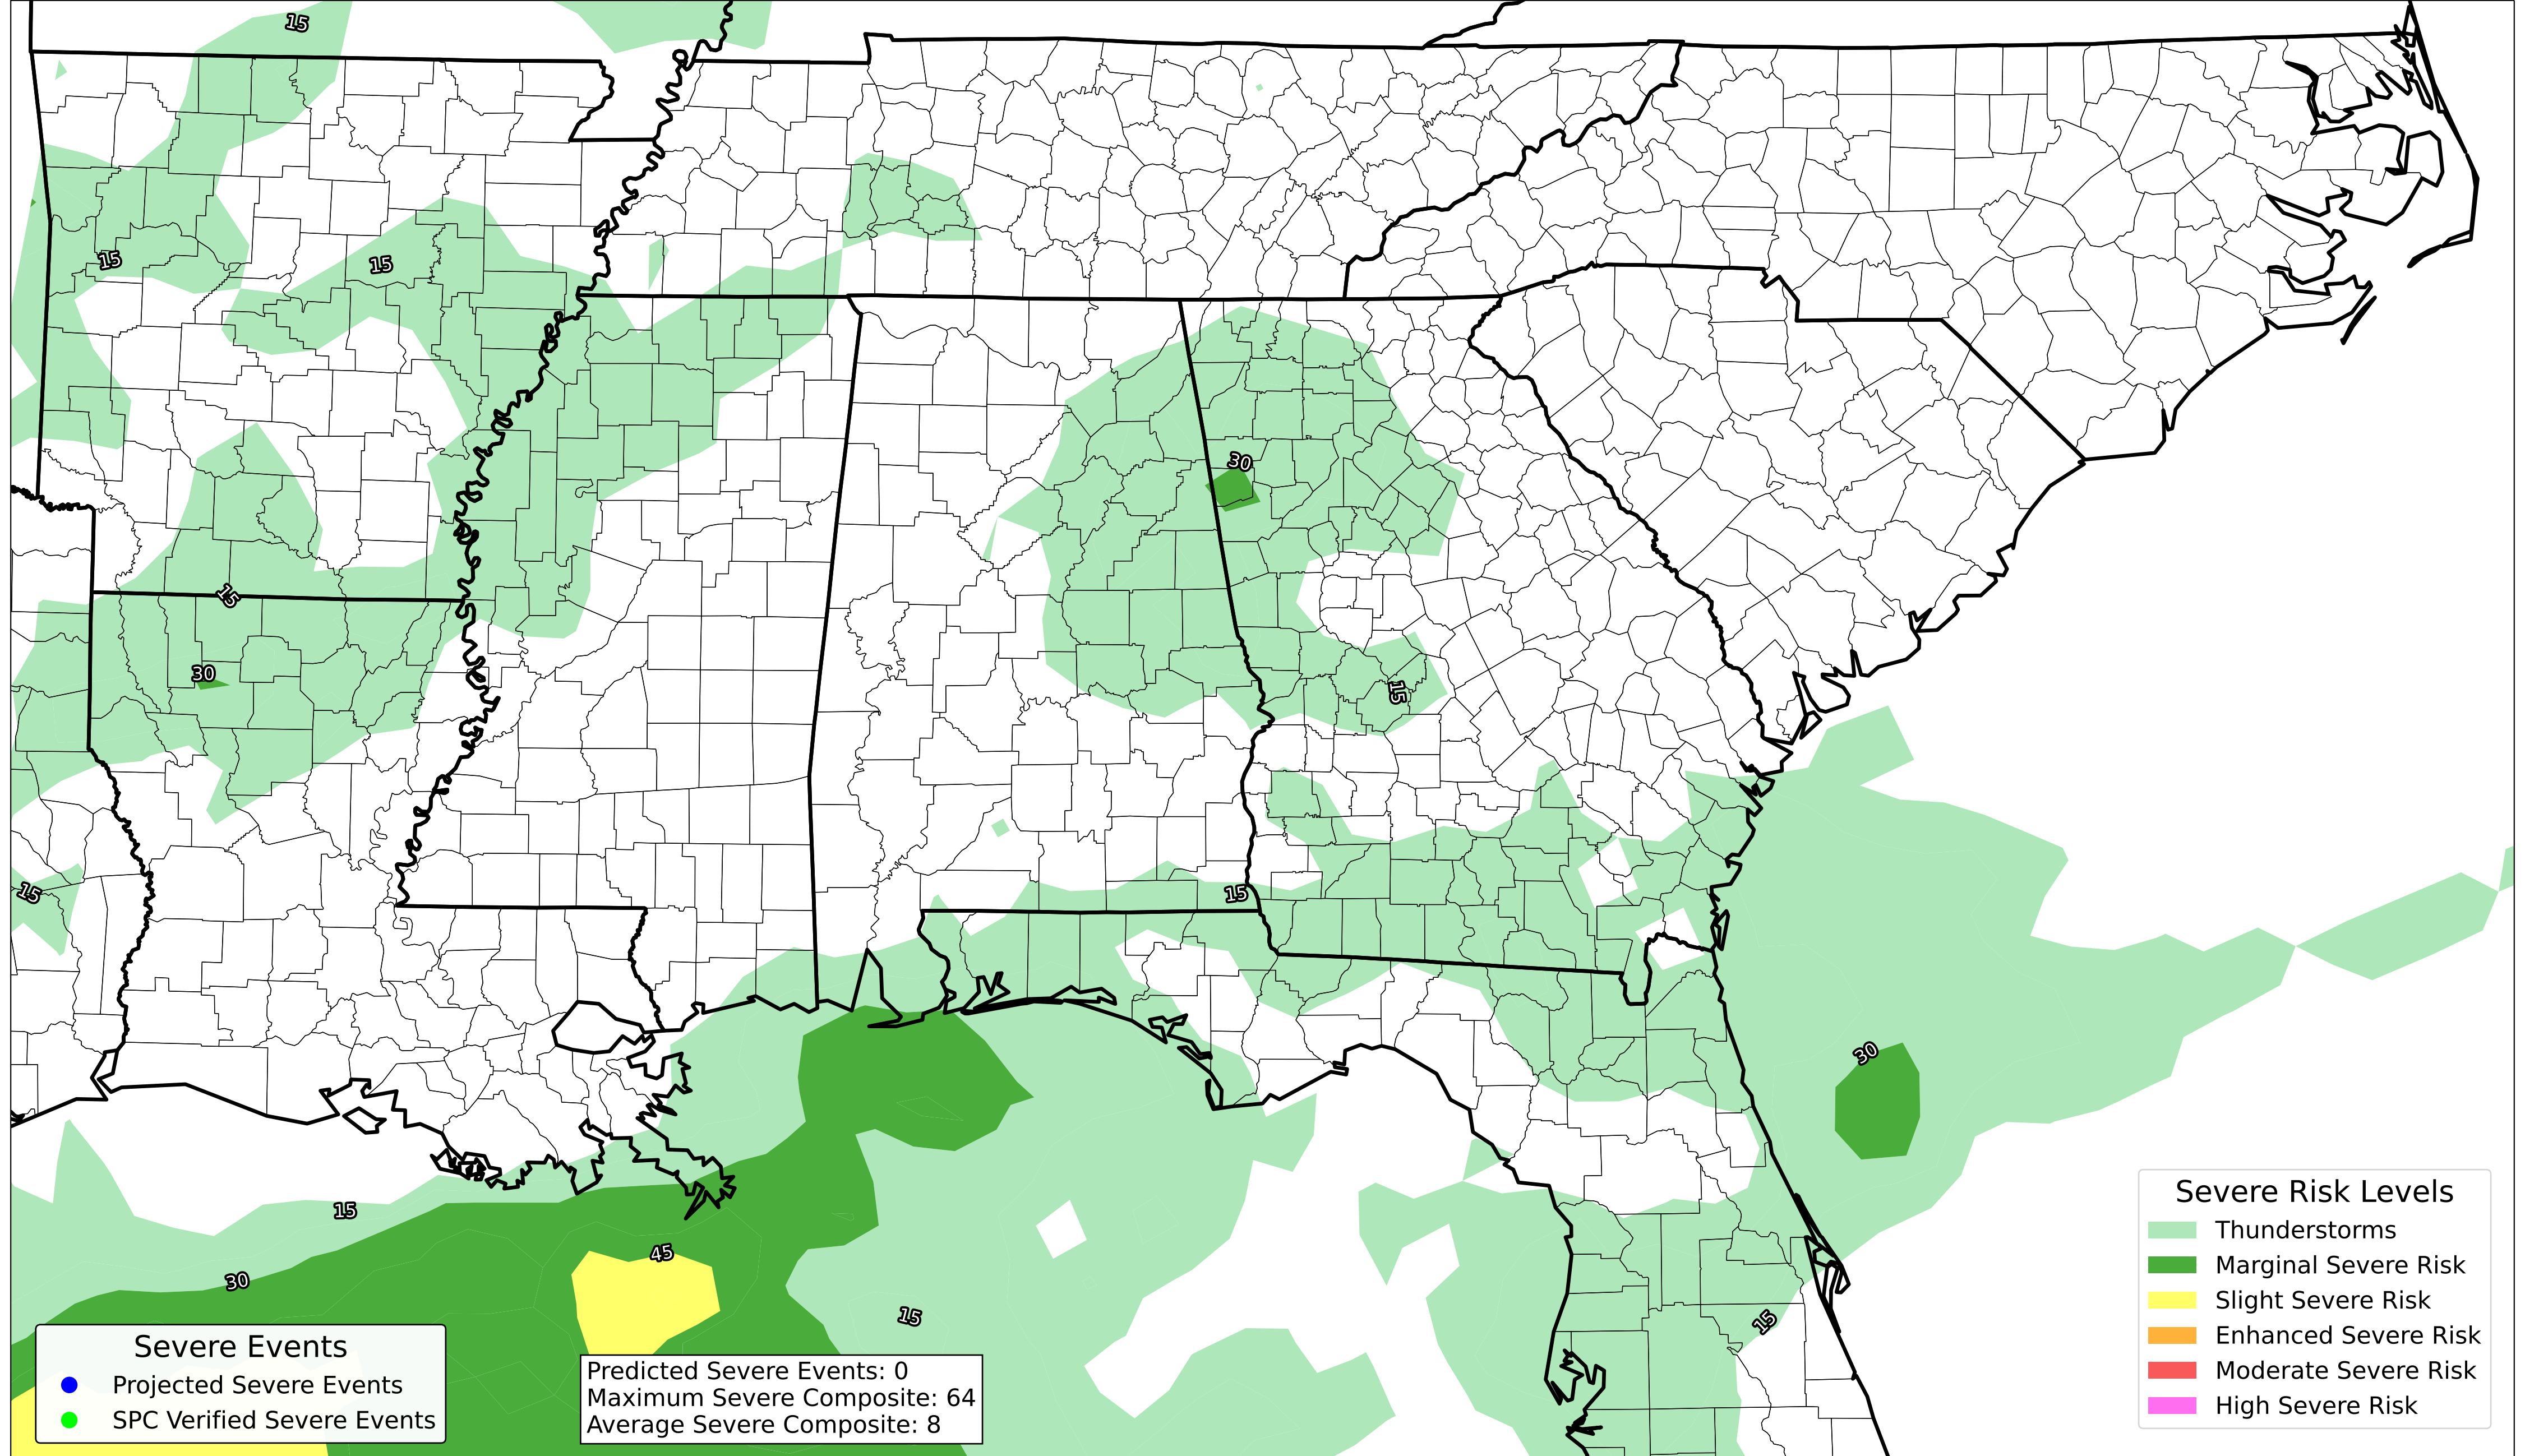 15
15
15
30
15
30
15
15
15
30
15
45
30
15
15
Severe Events
Projected Severe Events
SPC Verified Severe Events
Predicted Severe Events: 0
Maximum Severe Composite: 64
Average Severe Composite: 8
Severe Risk Levels
Thunderstorms
Marginal Severe Risk
Slight Severe Risk
Enhanced Severe Risk
Moderate Severe Risk
High Severe Risk